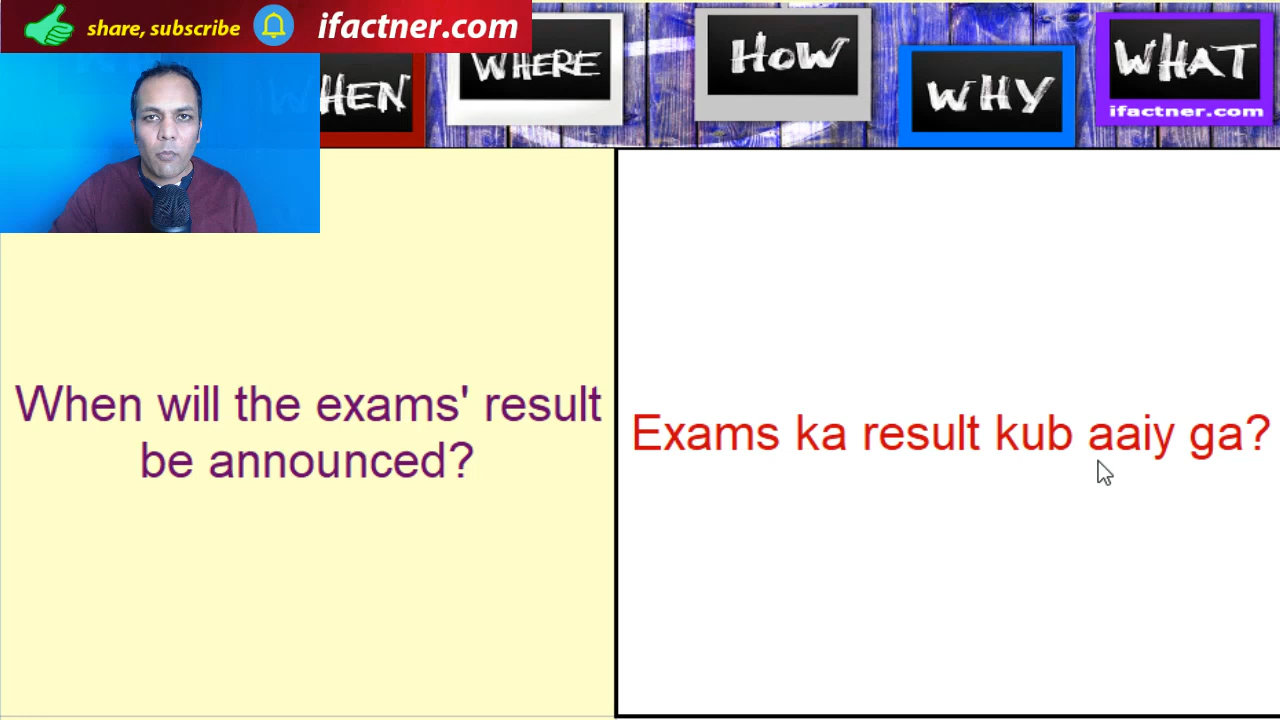 share, subscribe
ifactner.com
WHEN
WHERE
HOW
WHY
WHAT
ifactner.com
When will the exams' result
be announced?
Exams ka result kub aaiy ga?